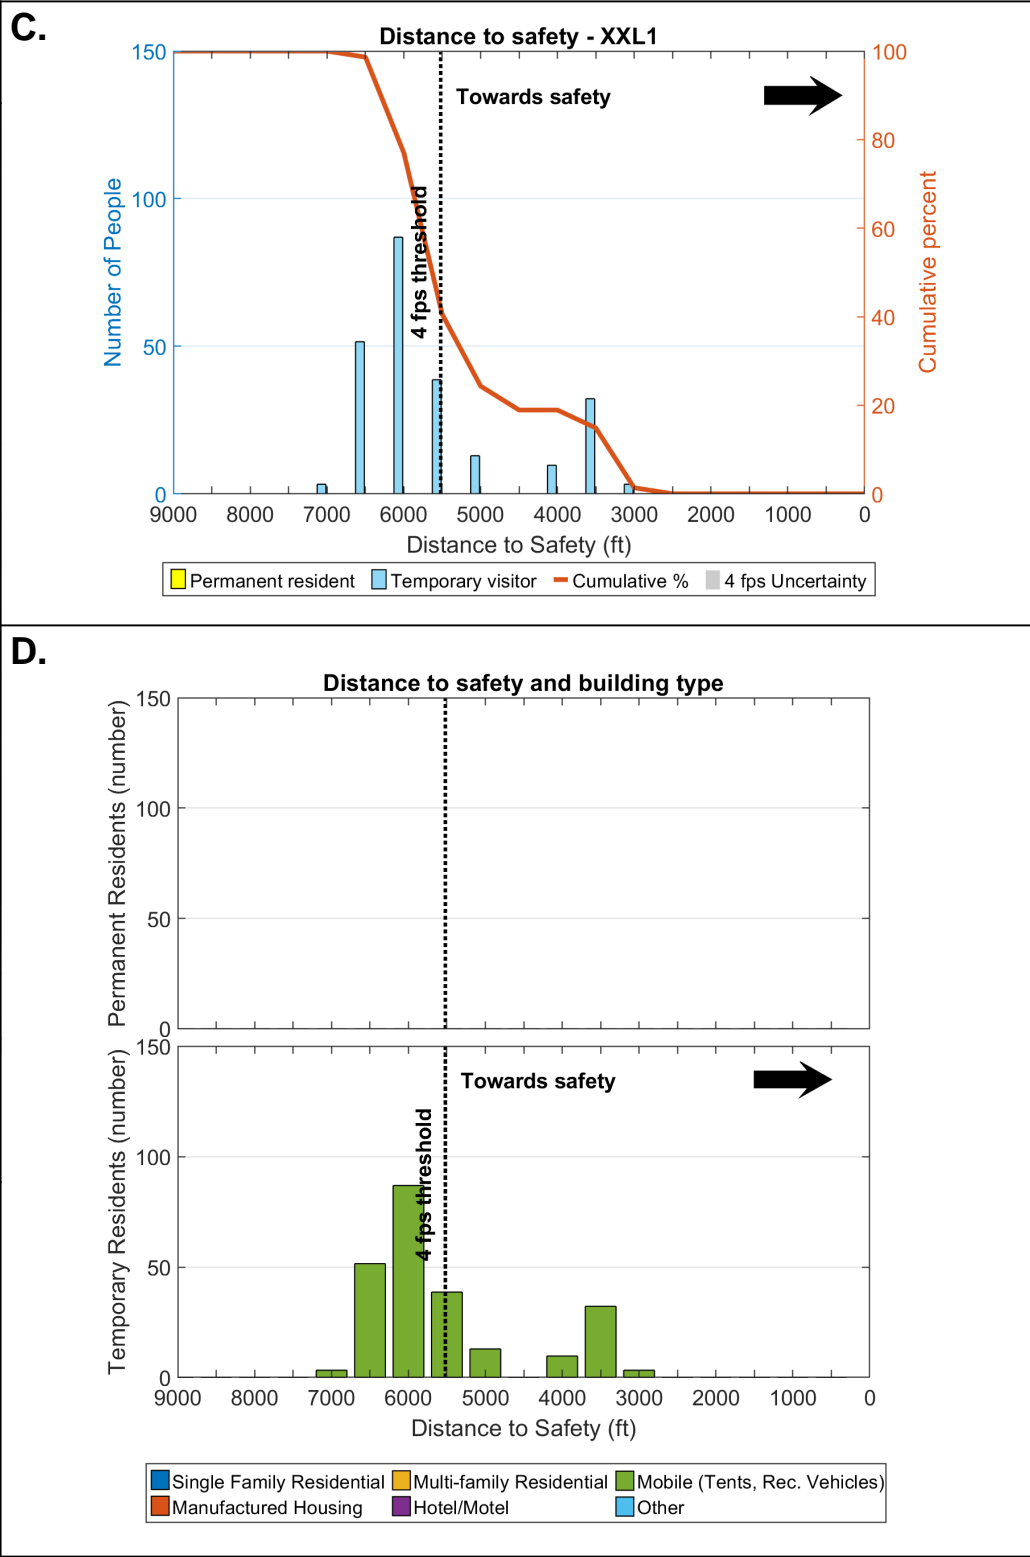 C.
Distance to safety - XXL1
150
100
50
0
Number of People
100
80
60
40
20
0
Cumulative percent
Towards safety
4 fps threshold
9000 8000 7000 6000 5000 4000 3000 2000 1000 0
Distance to Safety (ft)
Permanent resident Temporary visitor Cumulative % 4 fps Uncertainty
D.
Distance to safety and building type
150
100
50
0
Permanent Residents (number)
150
100
50
0
Temporary Residents (number)
Towards safety
4 fps threshold
9000 8000 7000 6000 5000 4000 3000 2000 1000 0
Distance to Safety (ft)
Single Family Residential Multi-family Residential Mobile (Tents, Rec. Vehicles)
Manufactured Housing Hotel/Motel Other